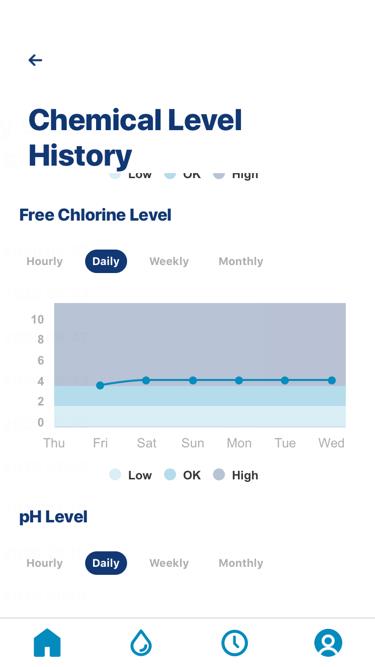 Chemical Level
History
Low OK High
Free Chlorine Level
Hourly Daily Weekly Monthly
10
8
6
4
2
0
Thu Fri Sat Sun Mon Tue Wed
Low OK High
pH Level
Hourly Daily Weekly Monthly